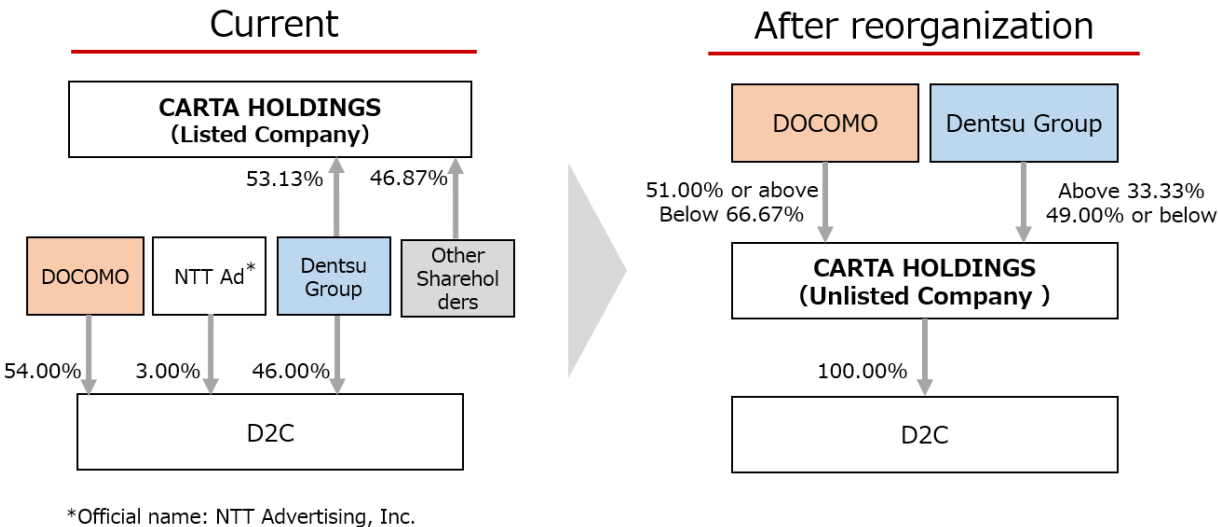 Current
CARTA HOLDINGS
(Listed Company)
53.13%
46.87%
DOCOMO
NTT Ad*
Dentsu
Group
Other
Sharehol
ders
54.00%
3.00%
46.00%
D2C
*Official name: NTT Advertising, Inc.
After reorganization
DOCOMO
Dentsu Group
51.00% or above
Below 66.67%
Above 33.33%
49.00% or below
CARTA HOLDINGS
(Unlisted Company )
100.00%
D2C